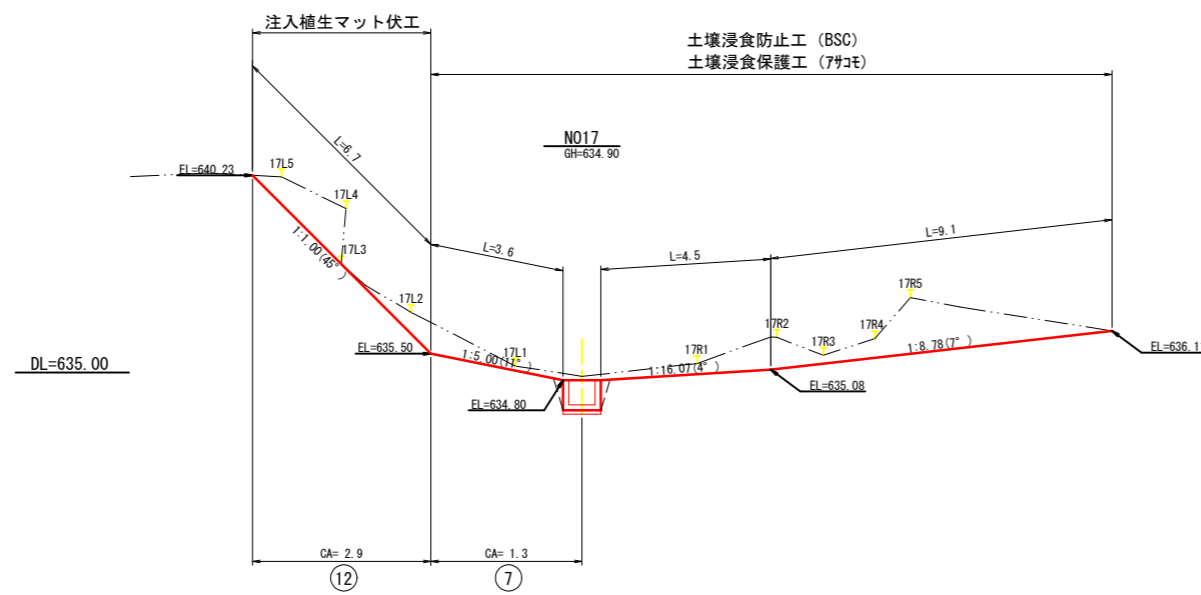 注入植生マット伏工
土壌浸食防止工 (BSC)
土壌浸食保護工 (ｱｻｺﾓ)
NO17
GH=634.90
L=6.7
EL=640.23
17L5
17L4
17L3
1:1.00(45°)
17L2
L=3.6
L=4.5
L=9.1
17R5
17R2
17R4
17R3
17R1
17L1
EL=635.50
1:5.00(11°)
1:16.07(4°)
1:8.78(7°)
EL=636.11
DL=635.00
EL=634.80
EL=635.08
CA= 2.9
CA= 1.3
⑫
⑦